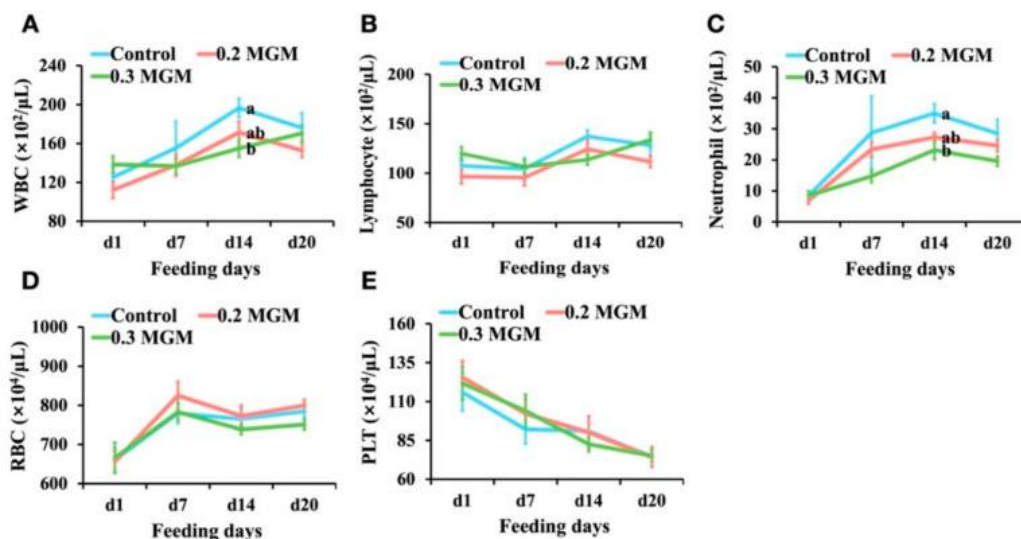 A
Control 0.2 MGM
0.3 MGM
WBC (×10²/μL)
240
200
160
120
80
a
ab
b
d1 d7 d14 d20
Feeding days
B
Control 0.2 MGM
0.3 MGM
Lymphocyte (×10²/μL)
200
150
100
50
d1 d7 d14 d20
Feeding days
C
Control 0.2 MGM
0.3 MGM
Neutrophil (×10²/μL)
50
40
30
20
10
0
a
ab
b
d1 d7 d14 d20
Feeding days
D
Control 0.2 MGM
0.3 MGM
RBC (×10⁴/μL)
1000
900
800
700
600
d1 d7 d14 d20
Feeding days
E
Control 0.2 MGM
0.3 MGM
PLT (×10⁴/μL)
160
135
110
85
60
d1 d7 d14 d20
Feeding days